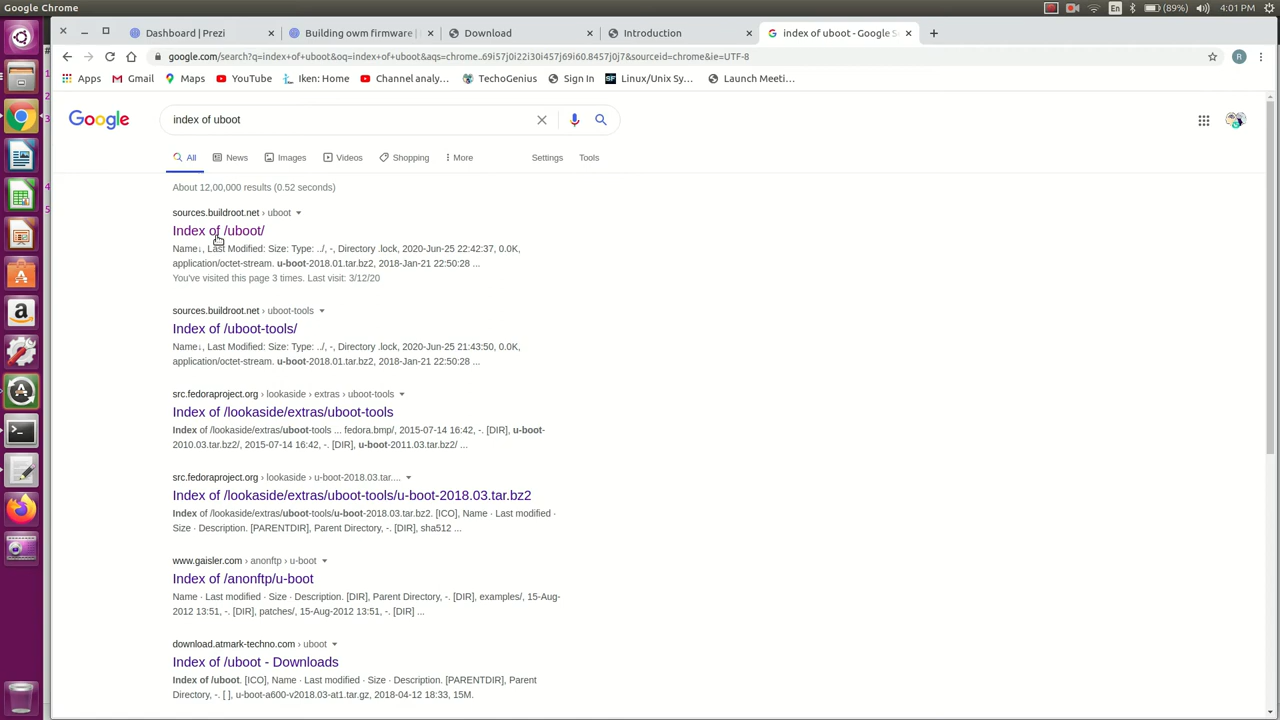 Google Chrome
En
(89%)
4:01 PM
Dashboard | Prezi
Building owm firmware |
Download
Introduction
index of uboot - Google S
google.com/search?q=index+of+uboot&oq=index+of+uboot&aqs=chrome..69i57j0i22i30i457j69i60.8457j0j7&sourceid=chrome&ie=UTF-8
R
Apps
Gmail
Maps
YouTube
Iken: Home
Channel analy...
TechoGenius
Sign In
Linux/Unix Sy...
Launch Meeti...
Google
index of uboot
All
News
Images
Videos
Shopping
More
Settings
Tools
About 12,00,000 results (0.52 seconds)
sources.buildroot.net › uboot
Index of /uboot/
Name↓, Last Modified: Size: Type: ../, -, Directory .lock, 2020-Jun-25 22:42:37, 0.0K,
application/octet-stream. u-boot-2018.01.tar.bz2, 2018-Jan-21 22:50:28 ...
You've visited this page 3 times. Last visit: 3/12/20
sources.buildroot.net › uboot-tools
Index of /uboot-tools/
Name↓, Last Modified: Size: Type: ../, -, Directory .lock, 2020-Jun-25 21:43:50, 0.0K,
application/octet-stream. u-boot-2018.01.tar.bz2, 2018-Jan-21 22:50:28 ...
src.fedoraproject.org › lookaside › extras › uboot-tools
Index of /lookaside/extras/uboot-tools
Index of /lookaside/extras/uboot-tools ... fedora.bmp/, 2015-07-14 16:42, -. [DIR], u-boot-
2010.03.tar.bz2/, 2015-07-14 16:42, -. [DIR], u-boot-2011.03.tar.bz2/ ...
src.fedoraproject.org › lookaside › u-boot-2018.03.tar....
Index of /lookaside/extras/uboot-tools/u-boot-2018.03.tar.bz2
Index of /lookaside/extras/uboot-tools/u-boot-2018.03.tar.bz2. [ICO], Name · Last modified ·
Size · Description. [PARENTDIR], Parent Directory, -. [DIR], sha512 ...
www.gaisler.com › anonftp › u-boot
Index of /anonftp/u-boot
Name · Last modified · Size · Description. [DIR], Parent Directory, -. [DIR], examples/, 15-Aug-
2012 13:51, -. [DIR], patches/, 15-Aug-2012 13:51, -. [DIR] ...
download.atmark-techno.com › uboot
Index of /uboot - Downloads
Index of /uboot. [ICO], Name · Last modified · Size · Description. [PARENTDIR], Parent
Directory, -. [ ], u-boot-a600-v2018.03-at1.tar.gz, 2018-04-12 18:33, 15M.